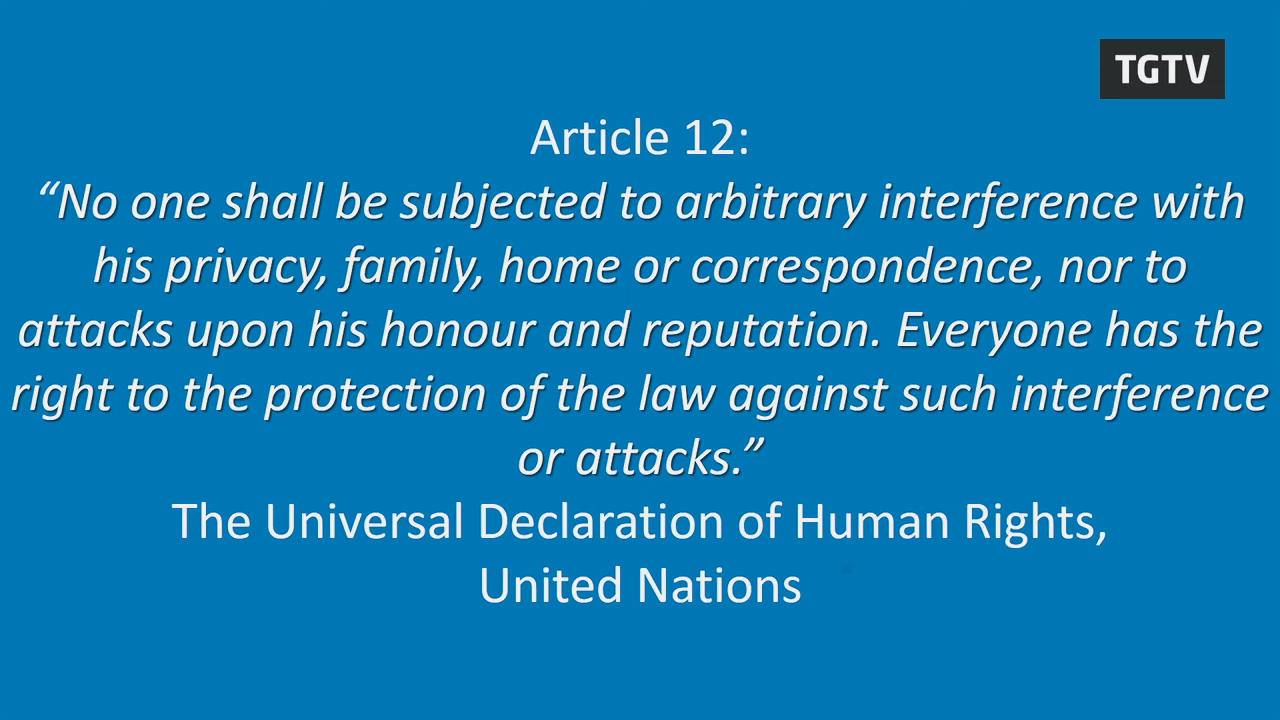 TGTV
Article 12:
“No one shall be subjected to arbitrary interference with
his privacy, family, home or correspondence, nor to
attacks upon his honour and reputation. Everyone has the
right to the protection of the law against such interference
or attacks.”
The Universal Declaration of Human Rights,
United Nations